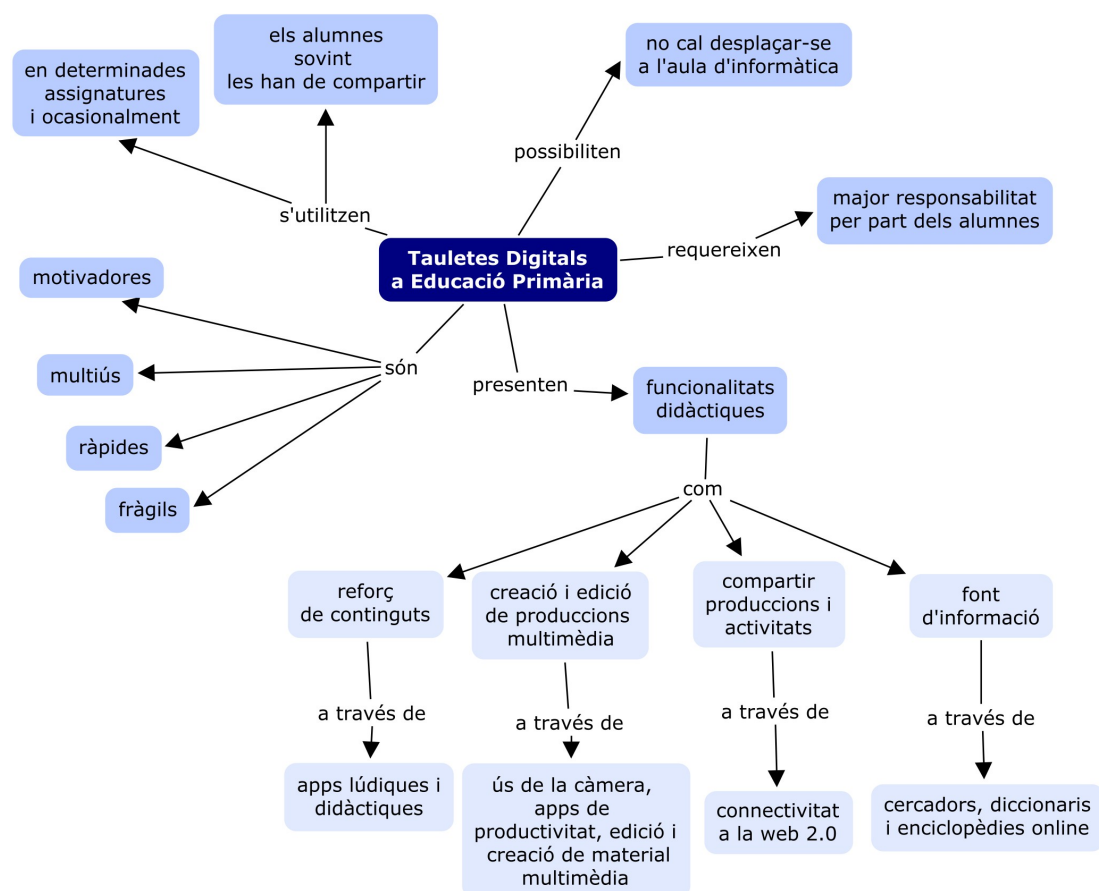 els alumnes
sovint
les han de compartir
en determinades
assignatures
i ocasionalment
no cal desplaçar-se
a l'aula d'informàtica
possibiliten
s'utilitzen
major responsabilitat
per part dels alumnes
requereixen
Tauletes Digitals
a Educació Primària
motivadores
són
multiús
ràpides
fràgils
presenten
funcionalitats
didàctiques
com
reforç
de continguts
creació i edició
de produccions
multimèdia
compartir
produccions i
activitats
font
d'informació
a través de
a través de
a través de
a través de
apps lúdiques i
didàctiques
ús de la càmera,
apps de
productivitat, edició i
creació de material
multimèdia
connectivitat
a la web 2.0
cercadors, diccionaris
i enciclopèdies online